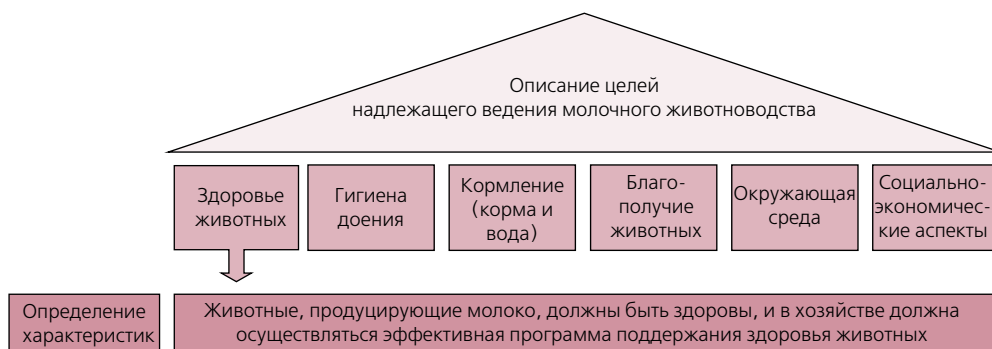 Описание целей
надлежащего ведения молочного животноводства
Здоровье
животных
Гигиена
доения
Кормление
(корма и
вода)
Благо-
получие
животных
Окружающая
среда
Социально-
экономичес-
кие аспекты
Определение
характеристик
Животные, продуцирующие молоко, должны быть здоровы, и в хозяйстве должна
осуществляться эффективная программа поддержания здоровья животных